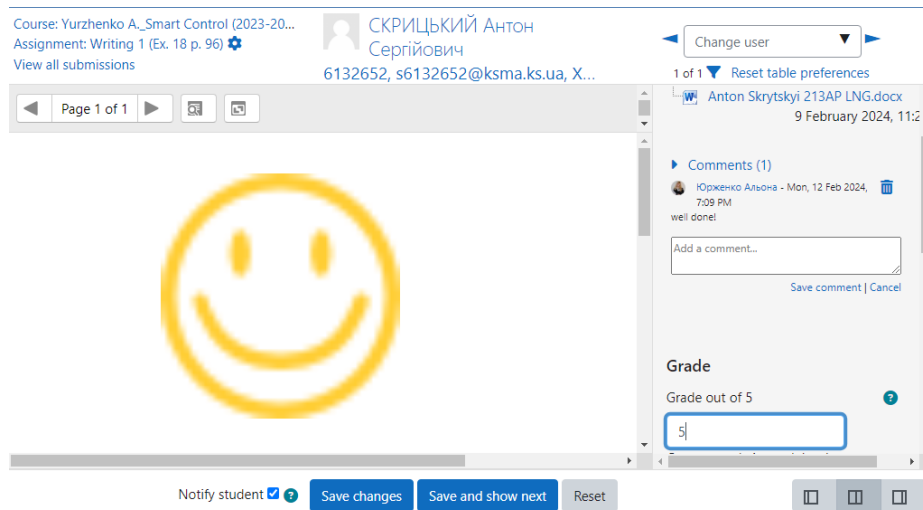 Course: Yurzhenko A._Smart Control (2023-20...
Assignment: Writing 1 (Ex. 18 p. 96)
View all submissions
СКРИЦЬКИЙ Антон
Сергійович
6132652, s6132652@ksma.ks.ua, X...
Change user
1 of 1
Reset table preferences
Page 1 of 1
Anton Skrytskyi 213AP LNG.docx
9 February 2024, 11:2
Comments (1)
Юрженко Альона - Mon, 12 Feb 2024,
7:09 PM
well done!
Add a comment...
Save comment | Cancel
Grade
Grade out of 5
5
Notify student
Save changes
Save and show next
Reset